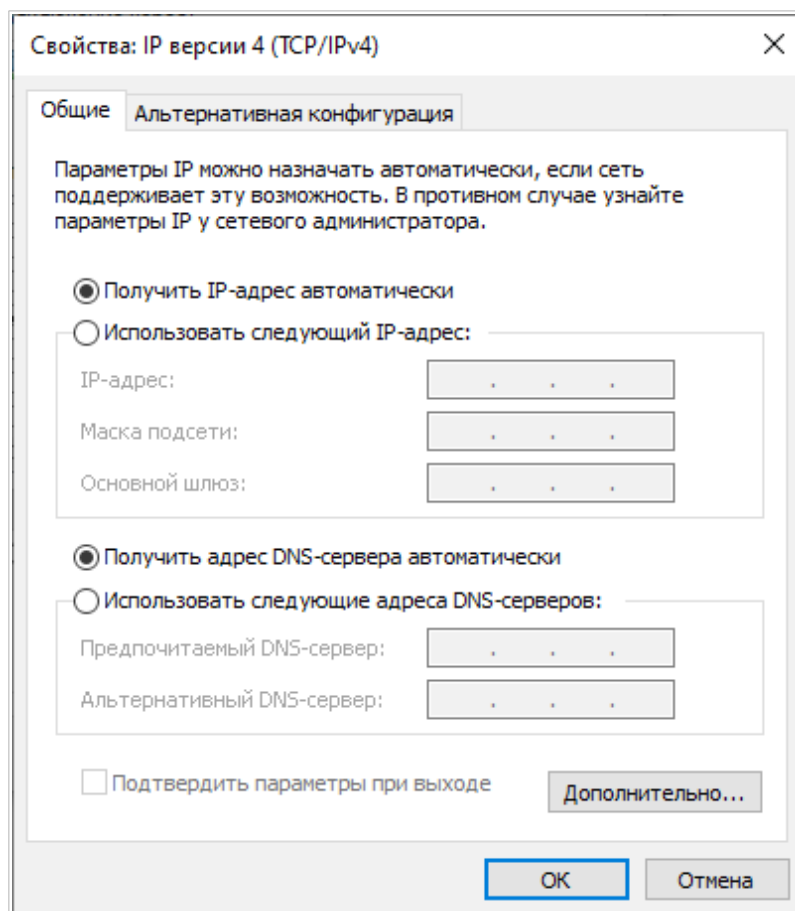 Свойства: IP версии 4 (TCP/IPv4)
Общие
Альтернативная конфигурация
Параметры IP можно назначать автоматически, если сеть
поддерживает эту возможность. В противном случае узнайте
параметры IP у сетевого администратора.
Получить IP-адрес автоматически
Использовать следующий IP-адрес:
IP-адрес:
Маска подсети:
Основной шлюз:
Получить адрес DNS-сервера автоматически
Использовать следующие адреса DNS-серверов:
Предпочитаемый DNS-сервер:
Альтернативный DNS-сервер:
Подтвердить параметры при выходе
Дополнительно...
ОК
Отмена